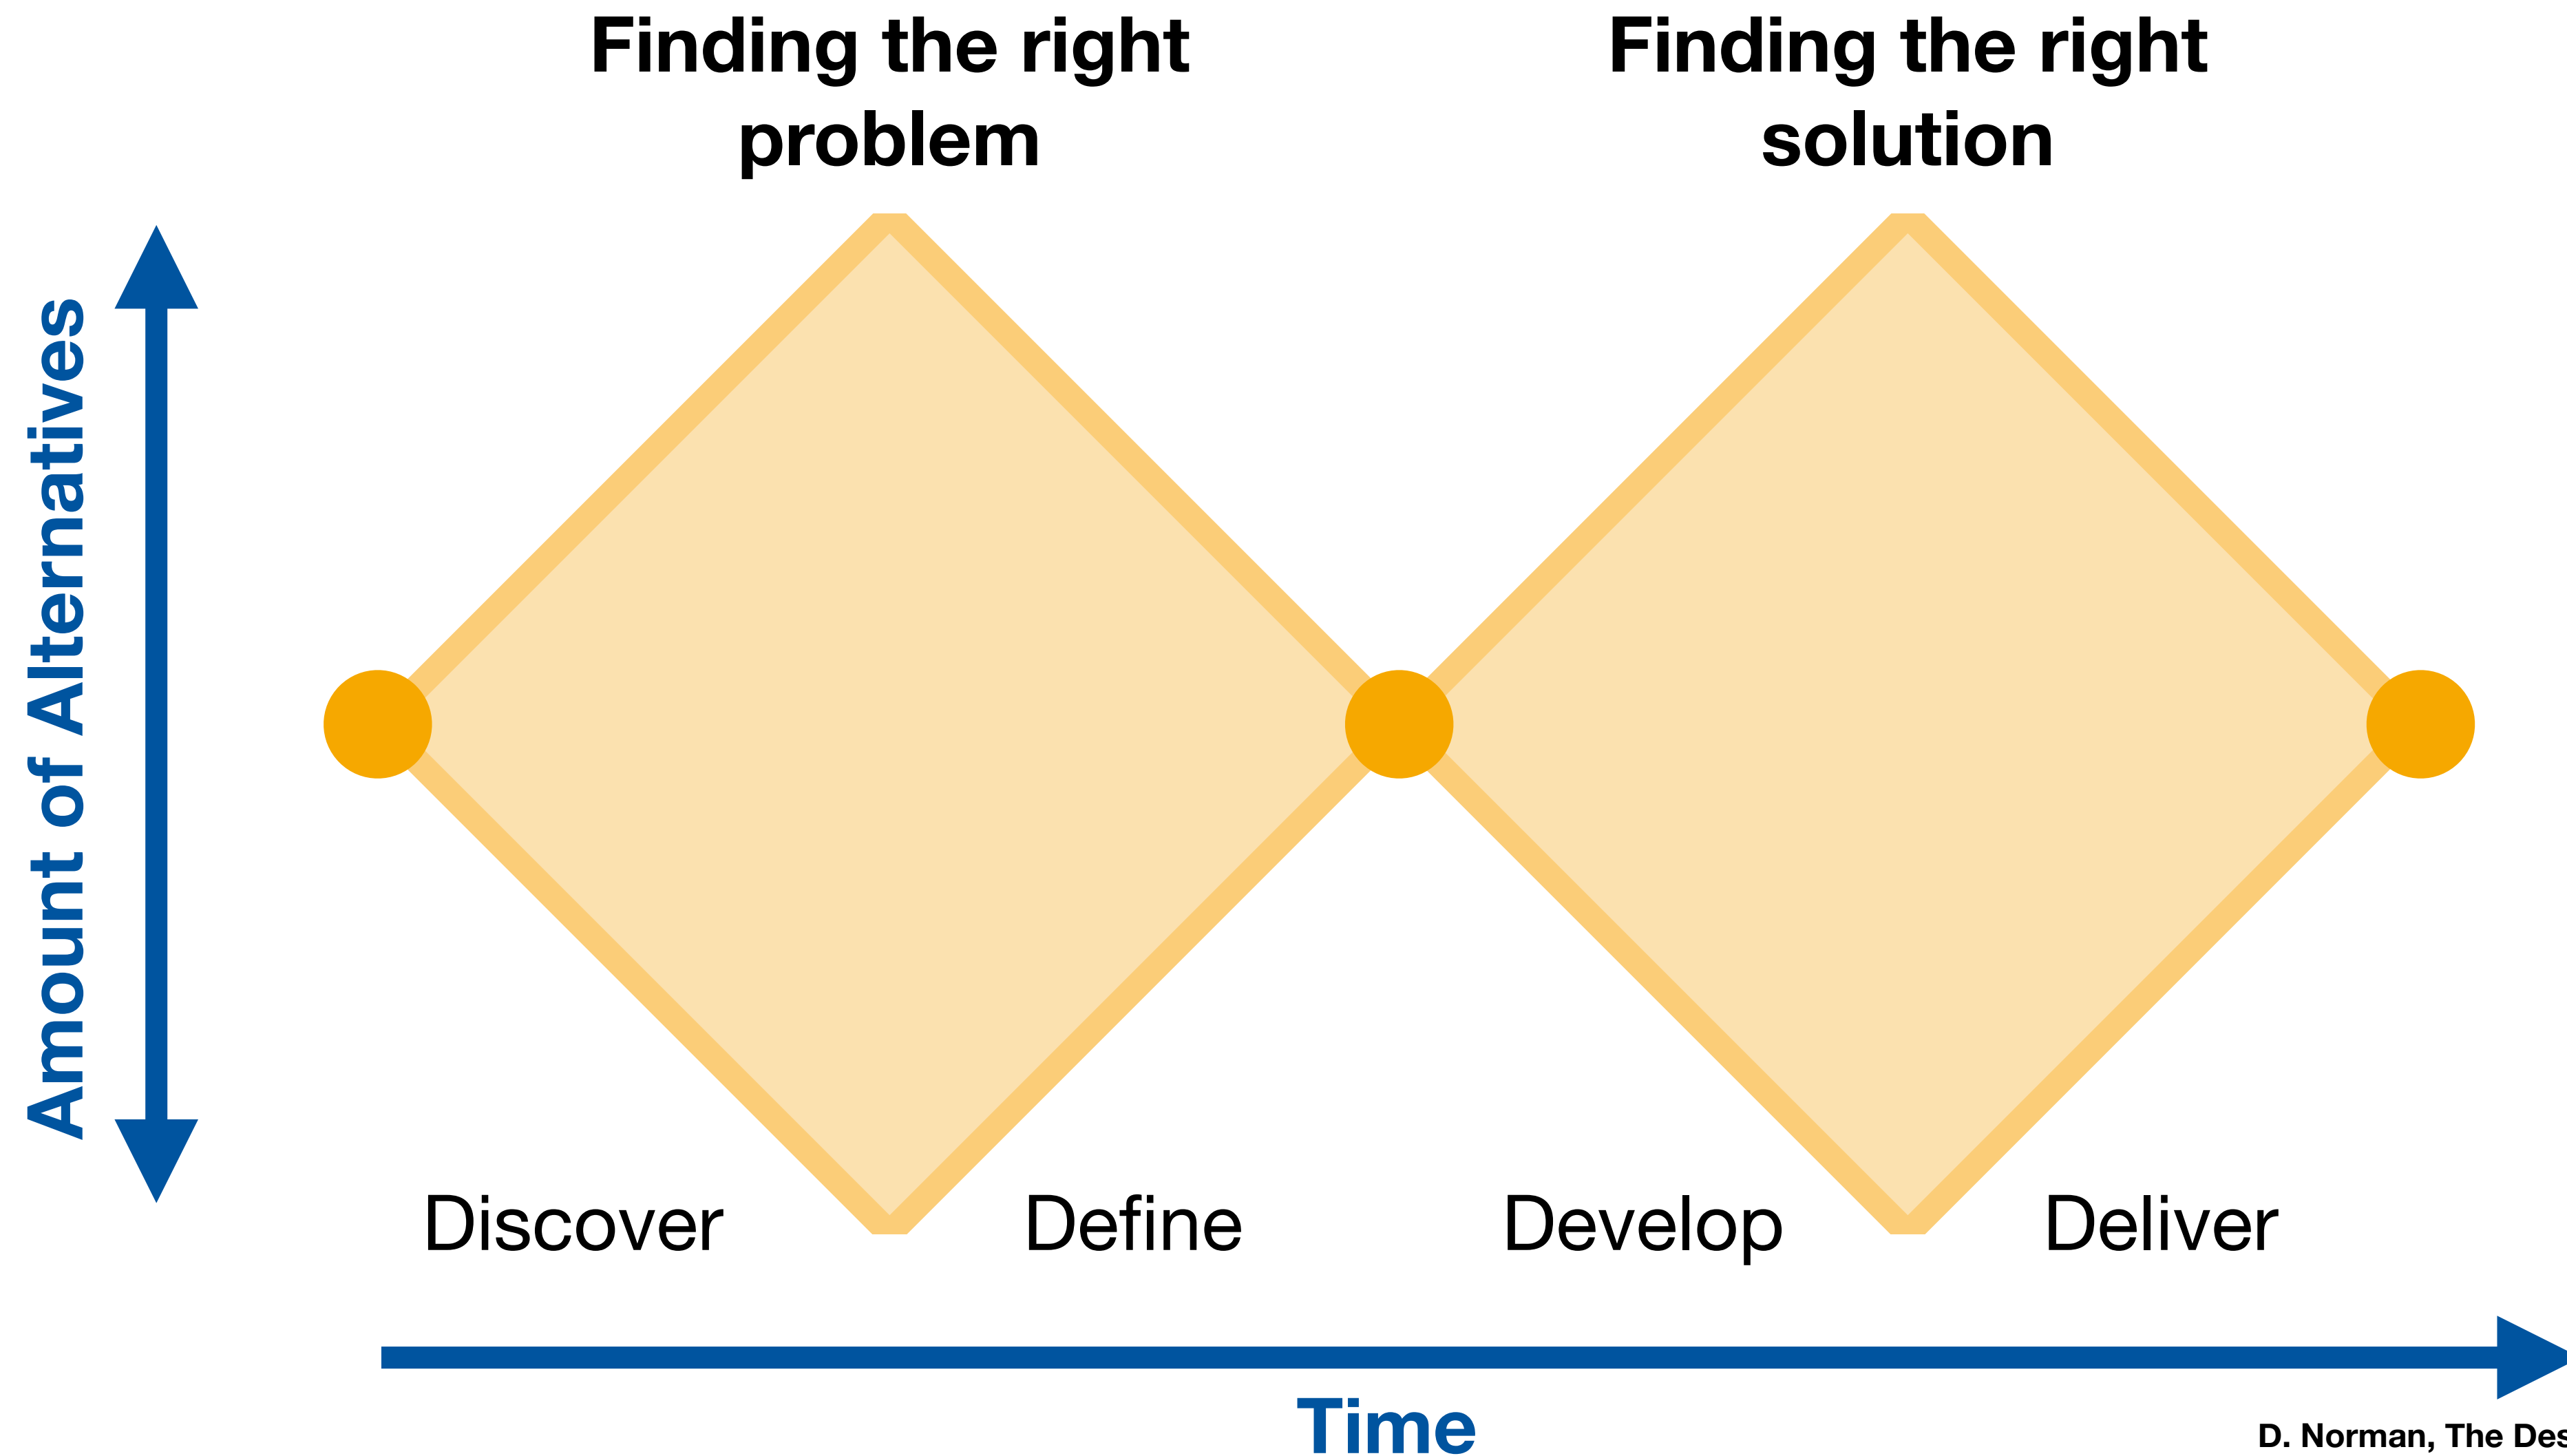 Finding the right
problem
Finding the right
solution
Amount of Alternatives
Discover
Define
Develop
Deliver
Time
D. Norman, The Des